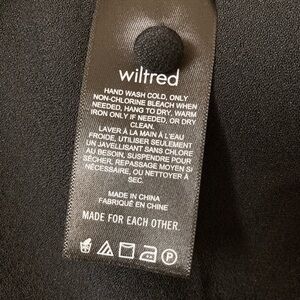 wiltred
HAND WASH COLD, ONLY
NON-CHLORINE BLEACH WHEN
NEEDED, HANG TO DRY, WARM
IRON ONLY IF NEEDED, OR DRY
CLEAN.
LAVER À LA MAIN À L'EAU
FROIDE, UTILISER SEULEMENT
UN JAVELLISANT SANS CHLORE
AU BESOIN, SUSPENDRE POUR
SÉCHER, REPASSAGE MOYEN SI
NÉCESSAIRE, OU NETTOYER À
SEC.
MADE IN CHINA
FABRIQUÉ EN CHINE
MADE FOR EACH OTHER.
P